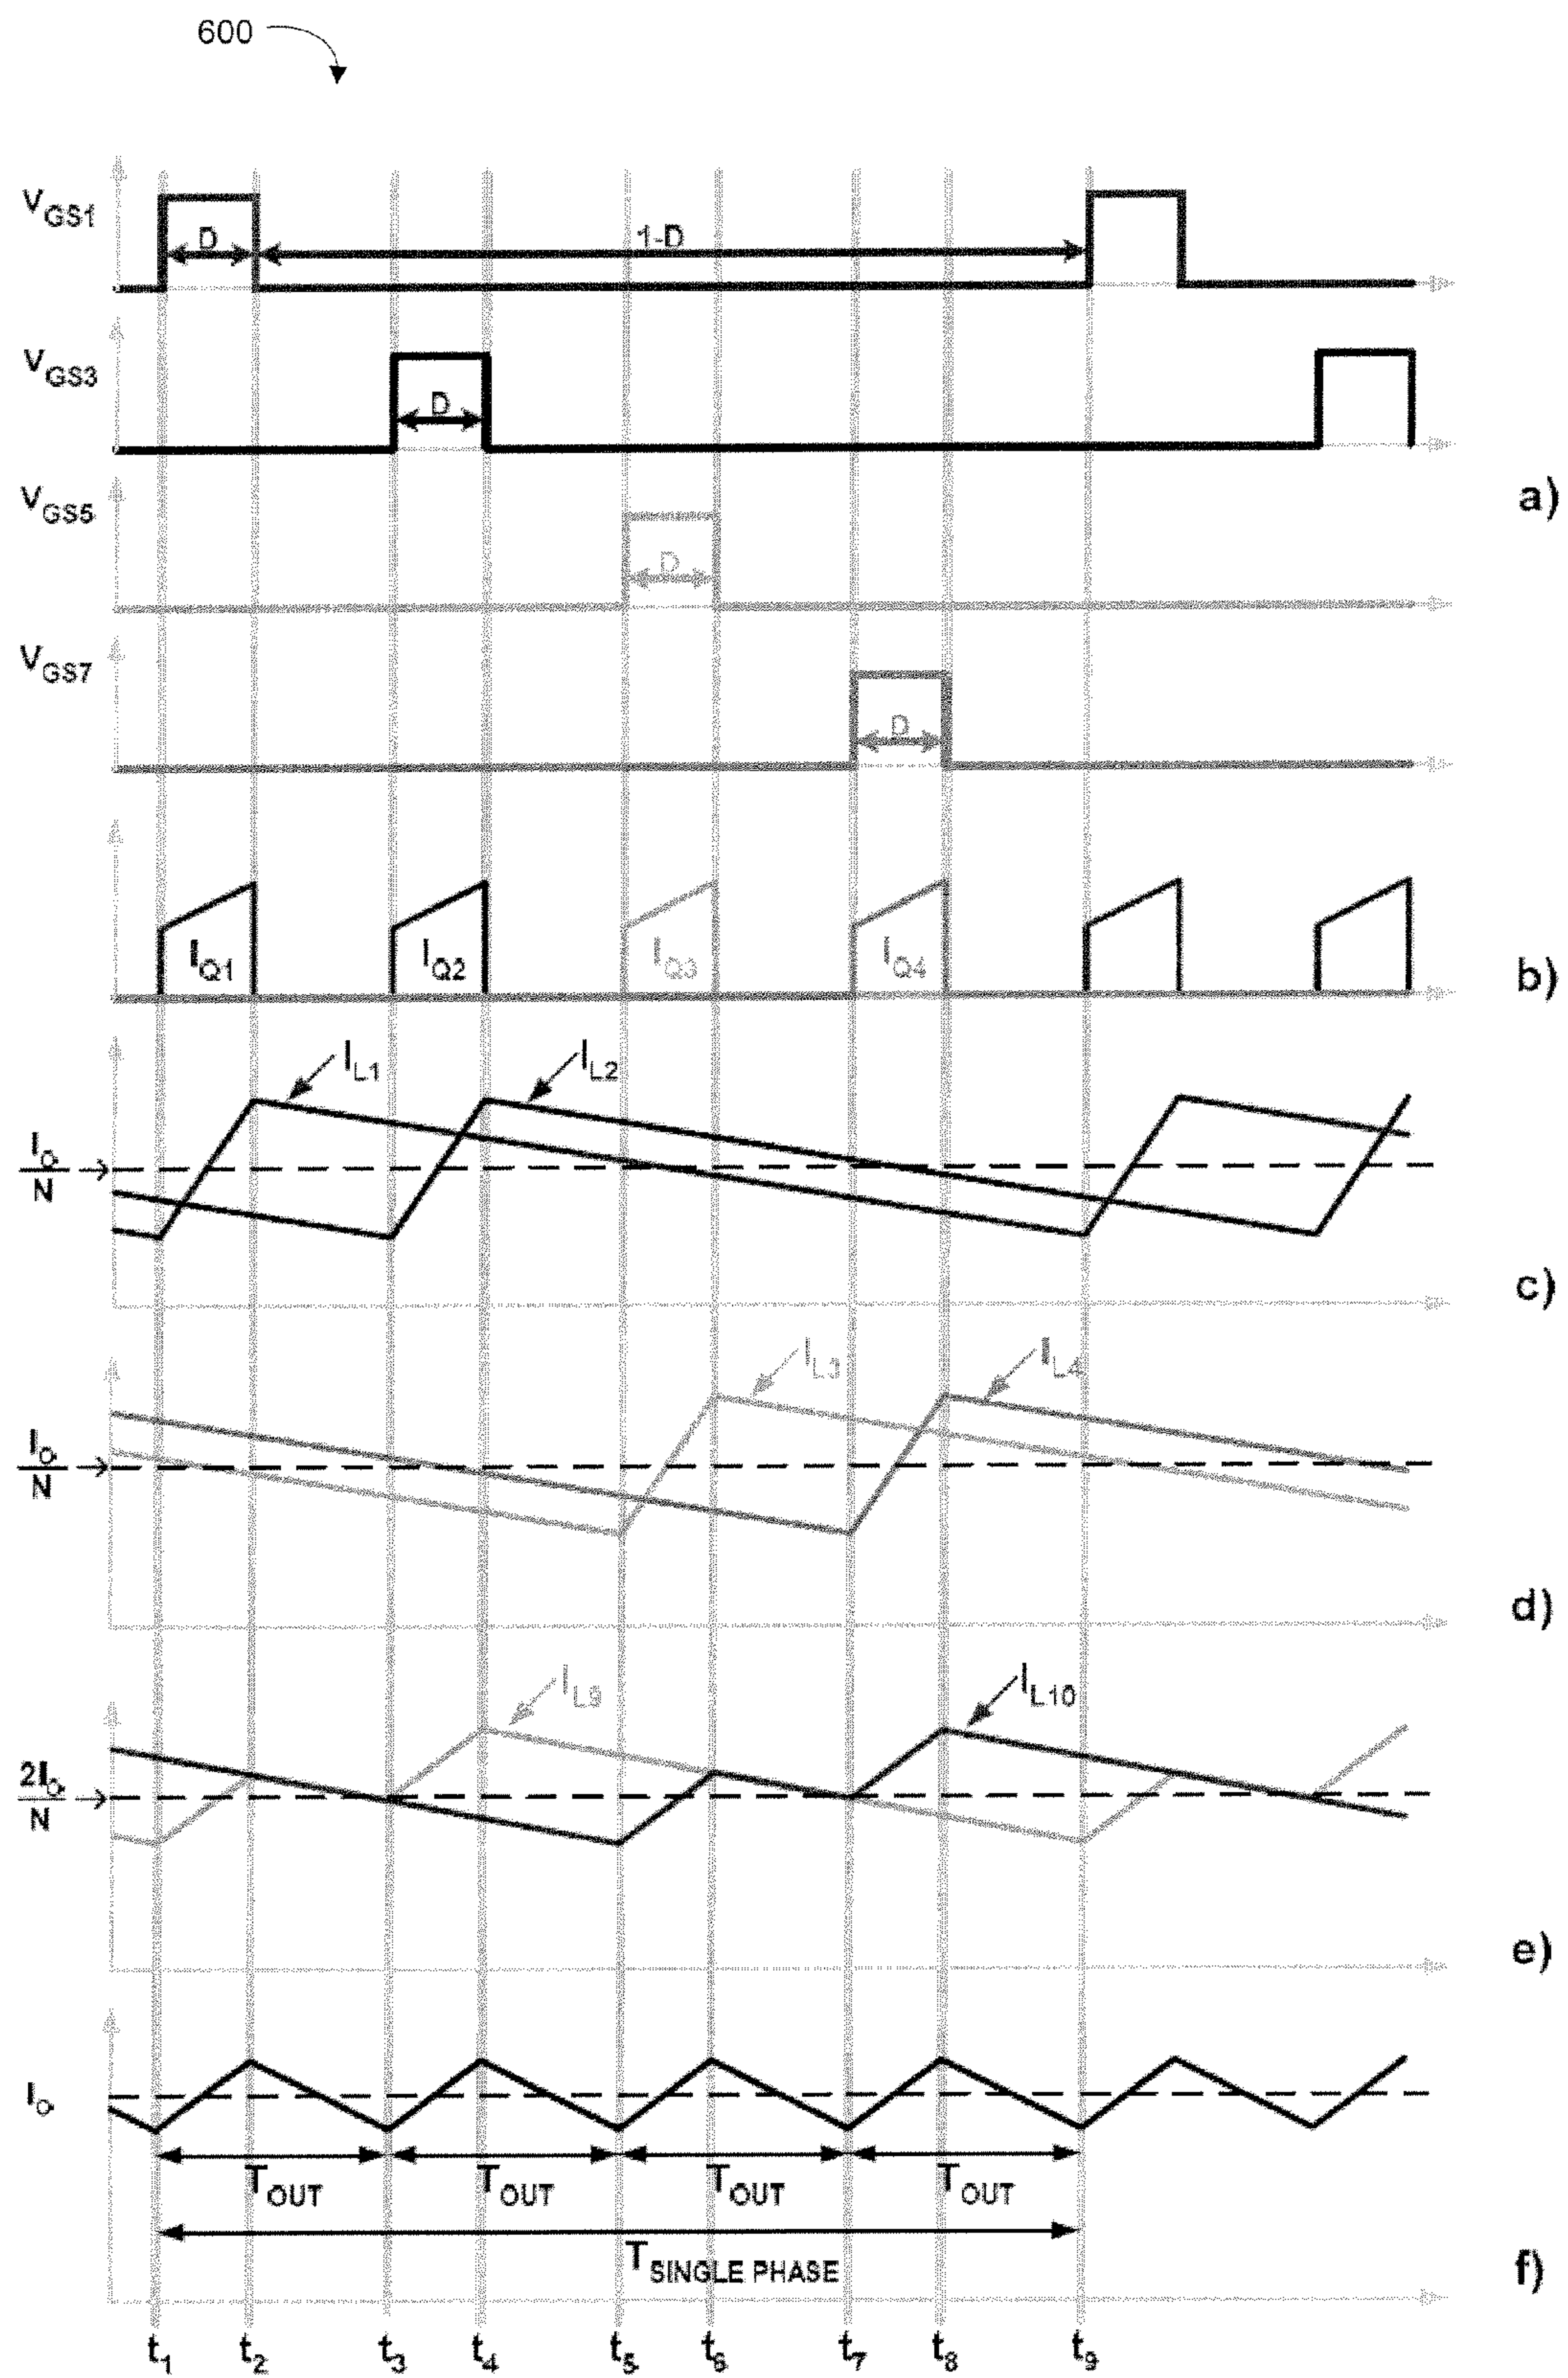 600
VGS1
D
1-D
VGS3
D
a)
VGS5
D
VGS7
D
IQ1
IQ2
IQ3
IQ4
b)
IL1
IL2
IO
N
c)
IL3
IL4
IO
N
d)
IL9
IL10
2IO
N
e)
IO
TOUT
TOUT
TOUT
TOUT
TSINGLE PHASE
f)
t1 t2 t3 t4 t5 t6 t7 t8 t9